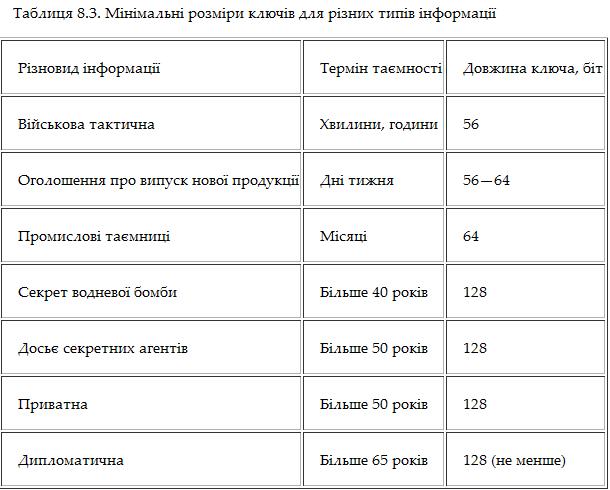 Таблиця 8.3. Мінімальні розміри ключів для різних типів інформації
Різновид інформації Термін таємності Довжина ключа, біт
Військова тактична Хвилини, години 56
Оголошення про випуск нової продукції Дні тижня 56—64
Промислові таємниці Місяці 64
Секрет водневої бомби Більше 40 років 128
Досьє секретних агентів Більше 50 років 128
Приватна Більше 50 років 128
Дипломатична Більше 65 років 128 (не менше)